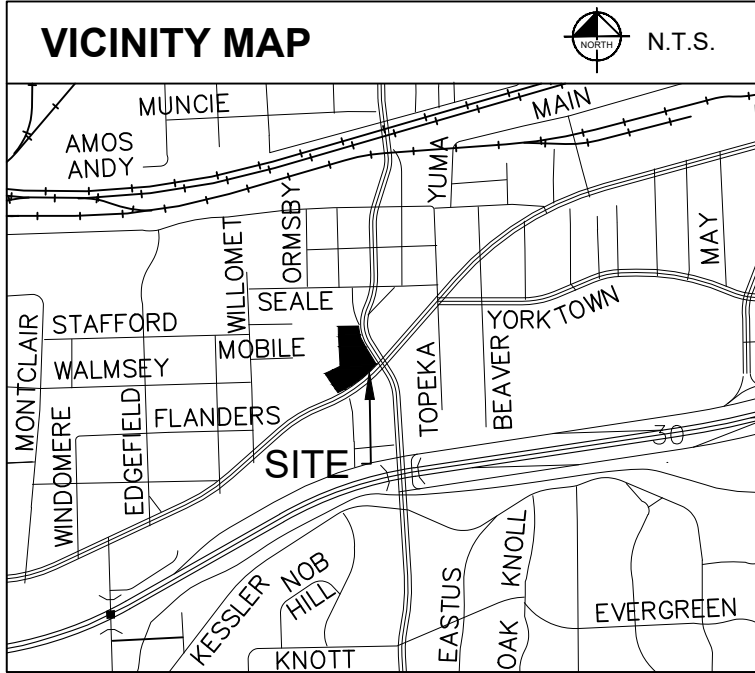 VICINITY MAP
NORTH
N.T.S.
MUNCIE
MAIN
AMOS
ANDY
YUMA
ORMSBY
WILLOMET
MAY
SEALE
MONTCLAIR
STAFFORD
YORKTOWN
MOBILE
WALMSEY
TOPEKA
BEAVER
WINDOMERE
EDGEFIELD
FLANDERS
30
SITE
KESSLER
NOB
HILL
EASTUS
OAK KNOLL
EVERGREEN
KNOTT